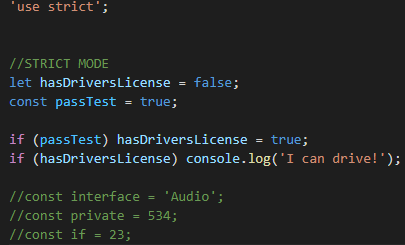 'use strict';
//STRICT MODE
let hasDriversLicense = false;
const passTest = true;
if (passTest) hasDriversLicense = true;
if (hasDriversLicense) console.log('I can drive!');
//const interface = 'Audio';
//const private = 534;
//const if = 23;